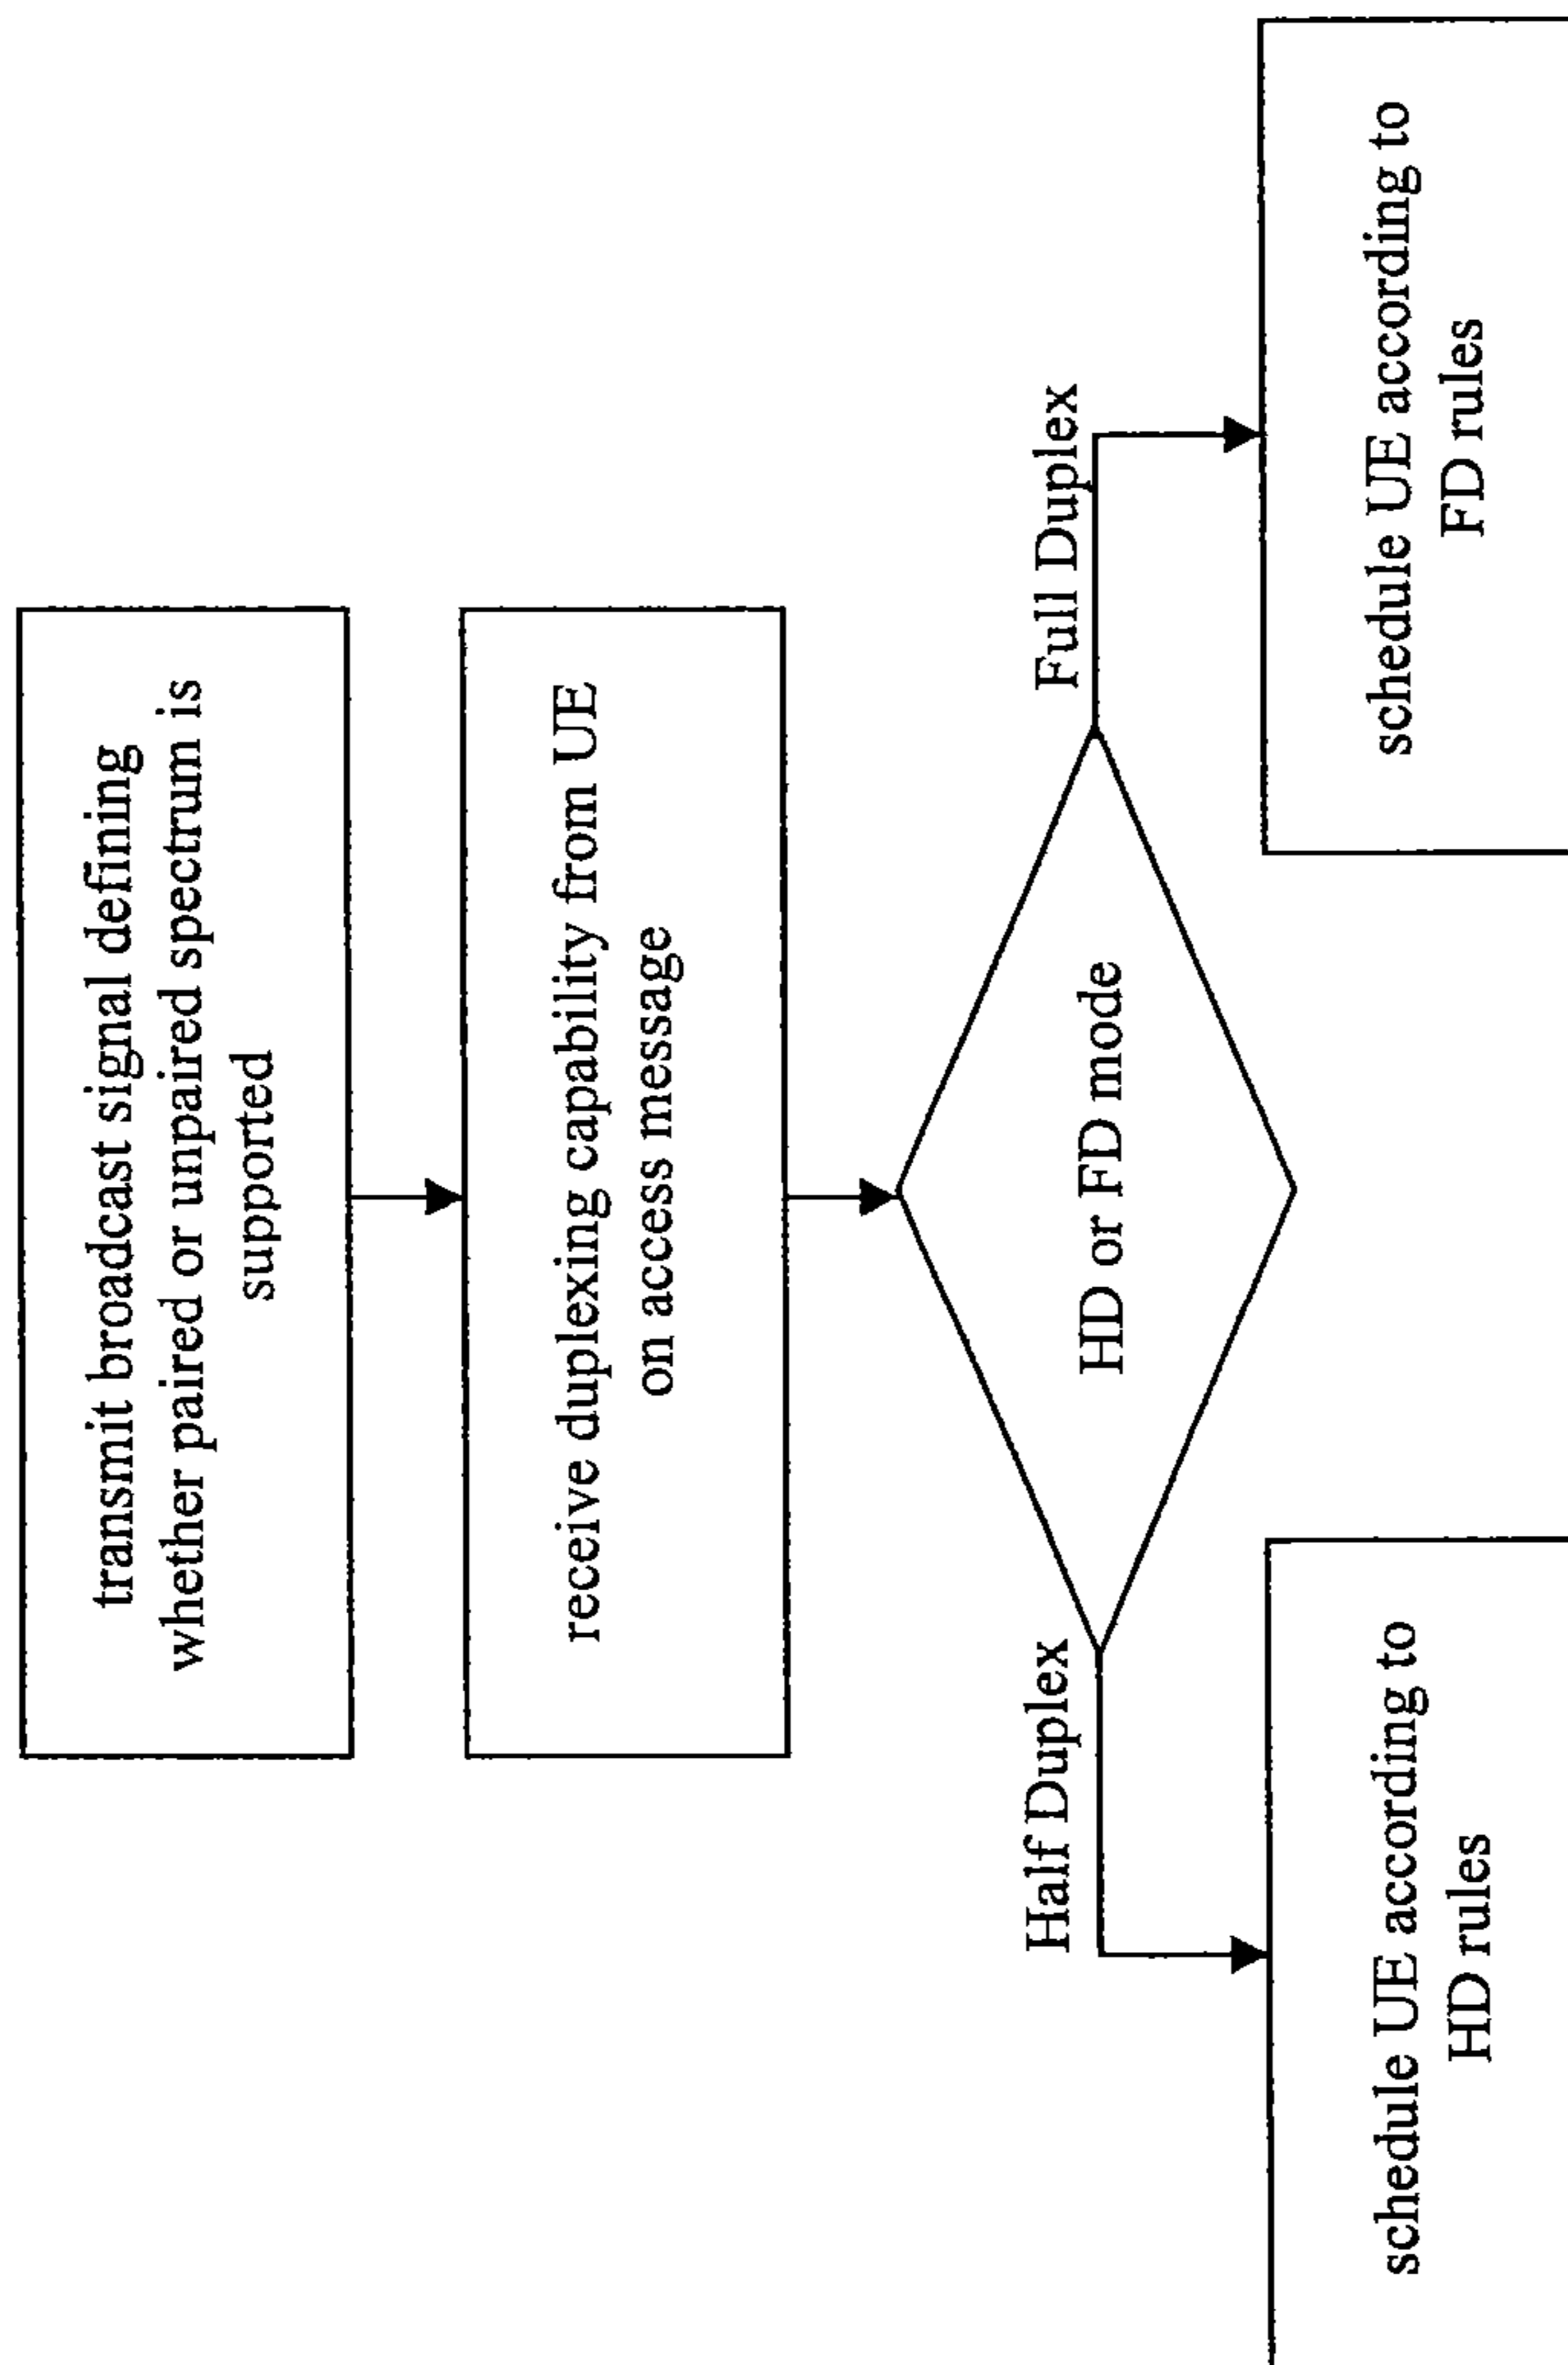 transmit broadcast signal defining
whether paired or unpaired spectrum is
supported
receive duplexing capability from UE
on access message
HD or FD mode
Half Duplex
Full Duplex
schedule UE according to
HD rules
schedule UE according to
FD rules